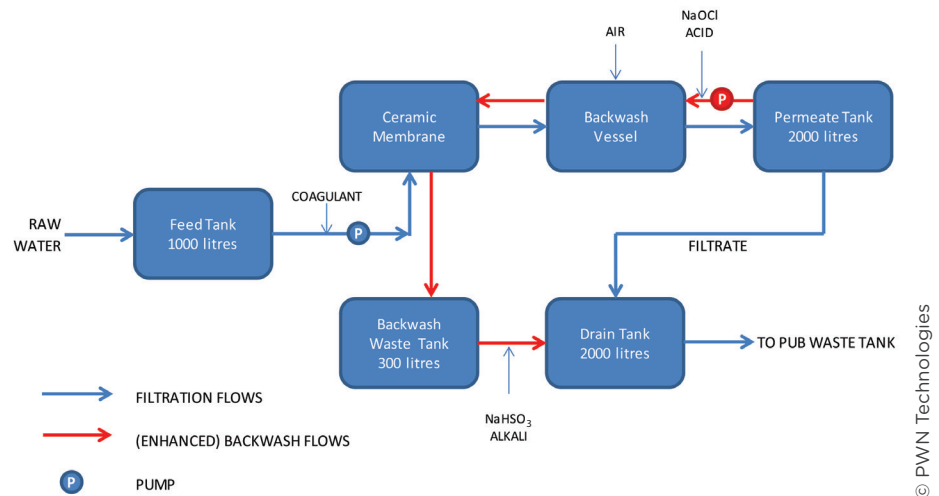 AIR
NaOCl
ACID
Ceramic
Membrane
Backwash
Vessel
P
Permeate Tank
2000 litres
COAGULANT
RAW
WATER
Feed Tank
1000 litres
P
FILTRATE
Backwash
Waste Tank
300 litres
Drain Tank
2000 litres
TO PUB WASTE TANK
FILTRATION FLOWS
NaHSO₃
ALKALI
(ENHANCED) BACKWASH FLOWS
P
PUMP
© PWN Technologies